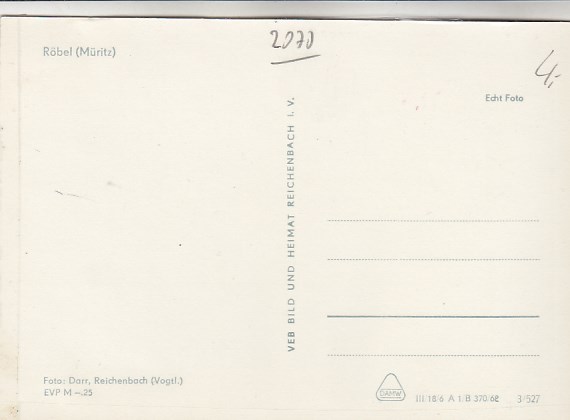 Röbel (Müritz)
2070
4,-
Echt Foto
VEB BILD UND HEIMAT REICHENBACH I. V.
Foto: Darr, Reichenbach (Vogtl.)
EVP M –.25
DAMW
III 18/6 A 1 B 370/62 3/527